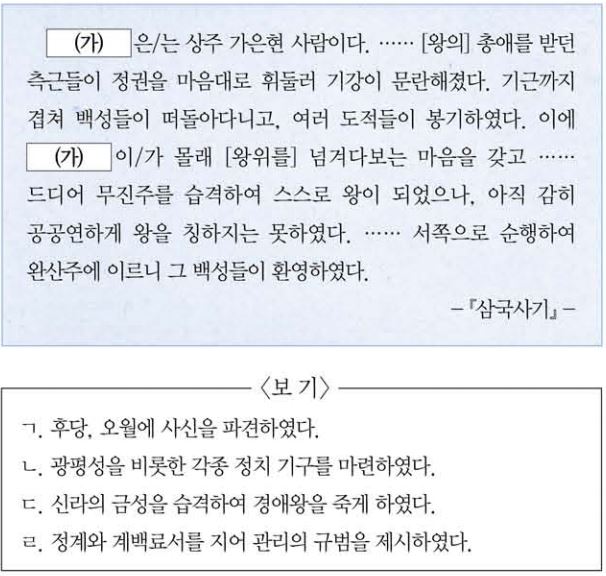 (가) 은/는 상주 가은현 사람이다. …… [왕의] 총애를 받던
측근들이 정권을 마음대로 휘둘러 기강이 문란해졌다. 기근까지
겹쳐 백성들이 떠돌아다니고, 여러 도적들이 봉기하였다. 이에
(가) 이/가 몰래 [왕위를] 넘겨다보는 마음을 갖고 ……
드디어 무진주를 습격하여 스스로 왕이 되었으나, 아직 감히
공공연하게 왕을 칭하지는 못하였다. …… 서쪽으로 순행하여
완산주에 이르니 그 백성들이 환영하였다.
-『삼국사기』-
〈보 기〉
ㄱ. 후당, 오월에 사신을 파견하였다.
ㄴ. 광평성을 비롯한 각종 정치 기구를 마련하였다.
ㄷ. 신라의 금성을 습격하여 경애왕을 죽게 하였다.
ㄹ. 정계와 계백료서를 지어 관리의 규범을 제시하였다.